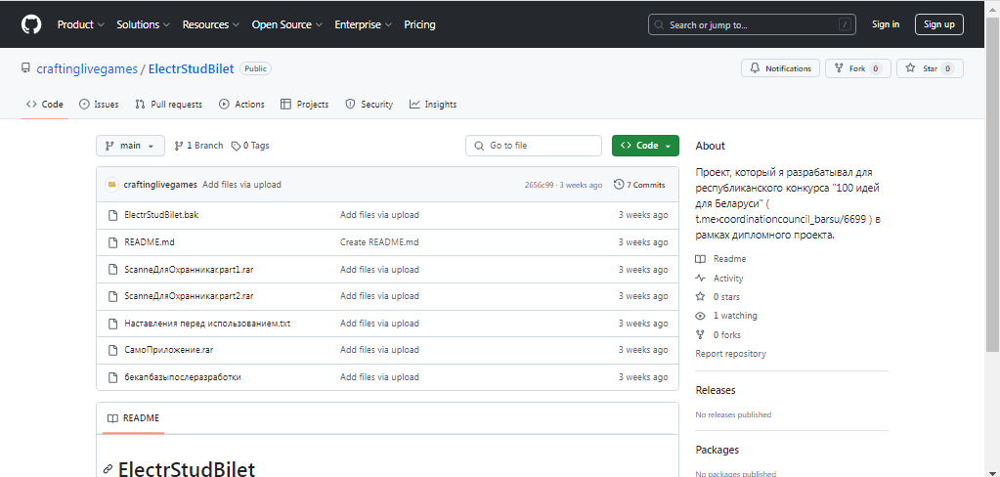 Product Solutions Resources Open Source Enterprise Pricing Search or jump to... / Sign in Sign up
craftinglivegames / ElectrStudBilet Public Notifications Fork 0 Star 0
Code Issues Pull requests Actions Projects Security Insights
main 1 Branch 0 Tags Go to file Code
craftinglivegames Add files via upload 2656c99 · 3 weeks ago 7 Commits
ElectrStudBilet.bak Add files via upload 3 weeks ago
README.md Create README.md 3 weeks ago
ScanneДляОхранникаr.part1.rar Add files via upload 3 weeks ago
ScanneДляОхранникаr.part2.rar Add files via upload 3 weeks ago
Наставления перед использованием.txt Add files via upload 3 weeks ago
СамоПриложение.rar Add files via upload 3 weeks ago
бекапбазыпослеразработки Add files via upload 3 weeks ago
README
ElectrStudBilet
About
Проект, который я разрабатывал для
республиканского конкурса "100 идей
для Беларуси" (
t.me›coordinationcouncil_barsu/6699 ) в
рамках дипломного проекта.
Readme
Activity
0 stars
1 watching
0 forks
Report repository
Releases
No releases published
Packages
No packages published